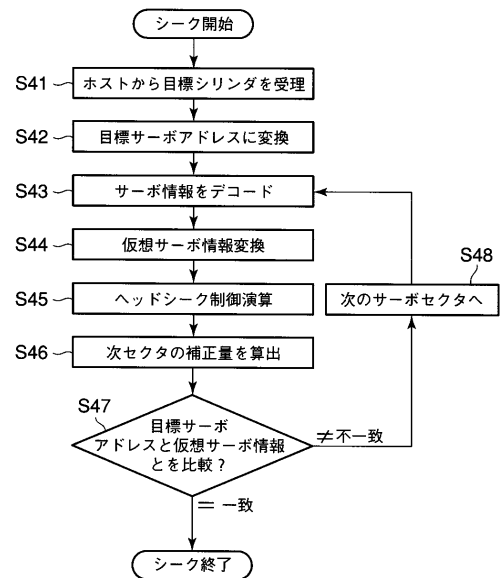 シーク開始
S41
ホストから目標シリンダを受理
S42
目標サーボアドレスに変換
S43
サーボ情報をデコード
S44
仮想サーボ情報変換
S48
次のサーボセクタへ
S45
ヘッドシーク制御演算
S46
次セクタの補正量を算出
S47
目標サーボ
アドレスと仮想サーボ情報
とを比較?
≠不一致
= 一致
シーク終了